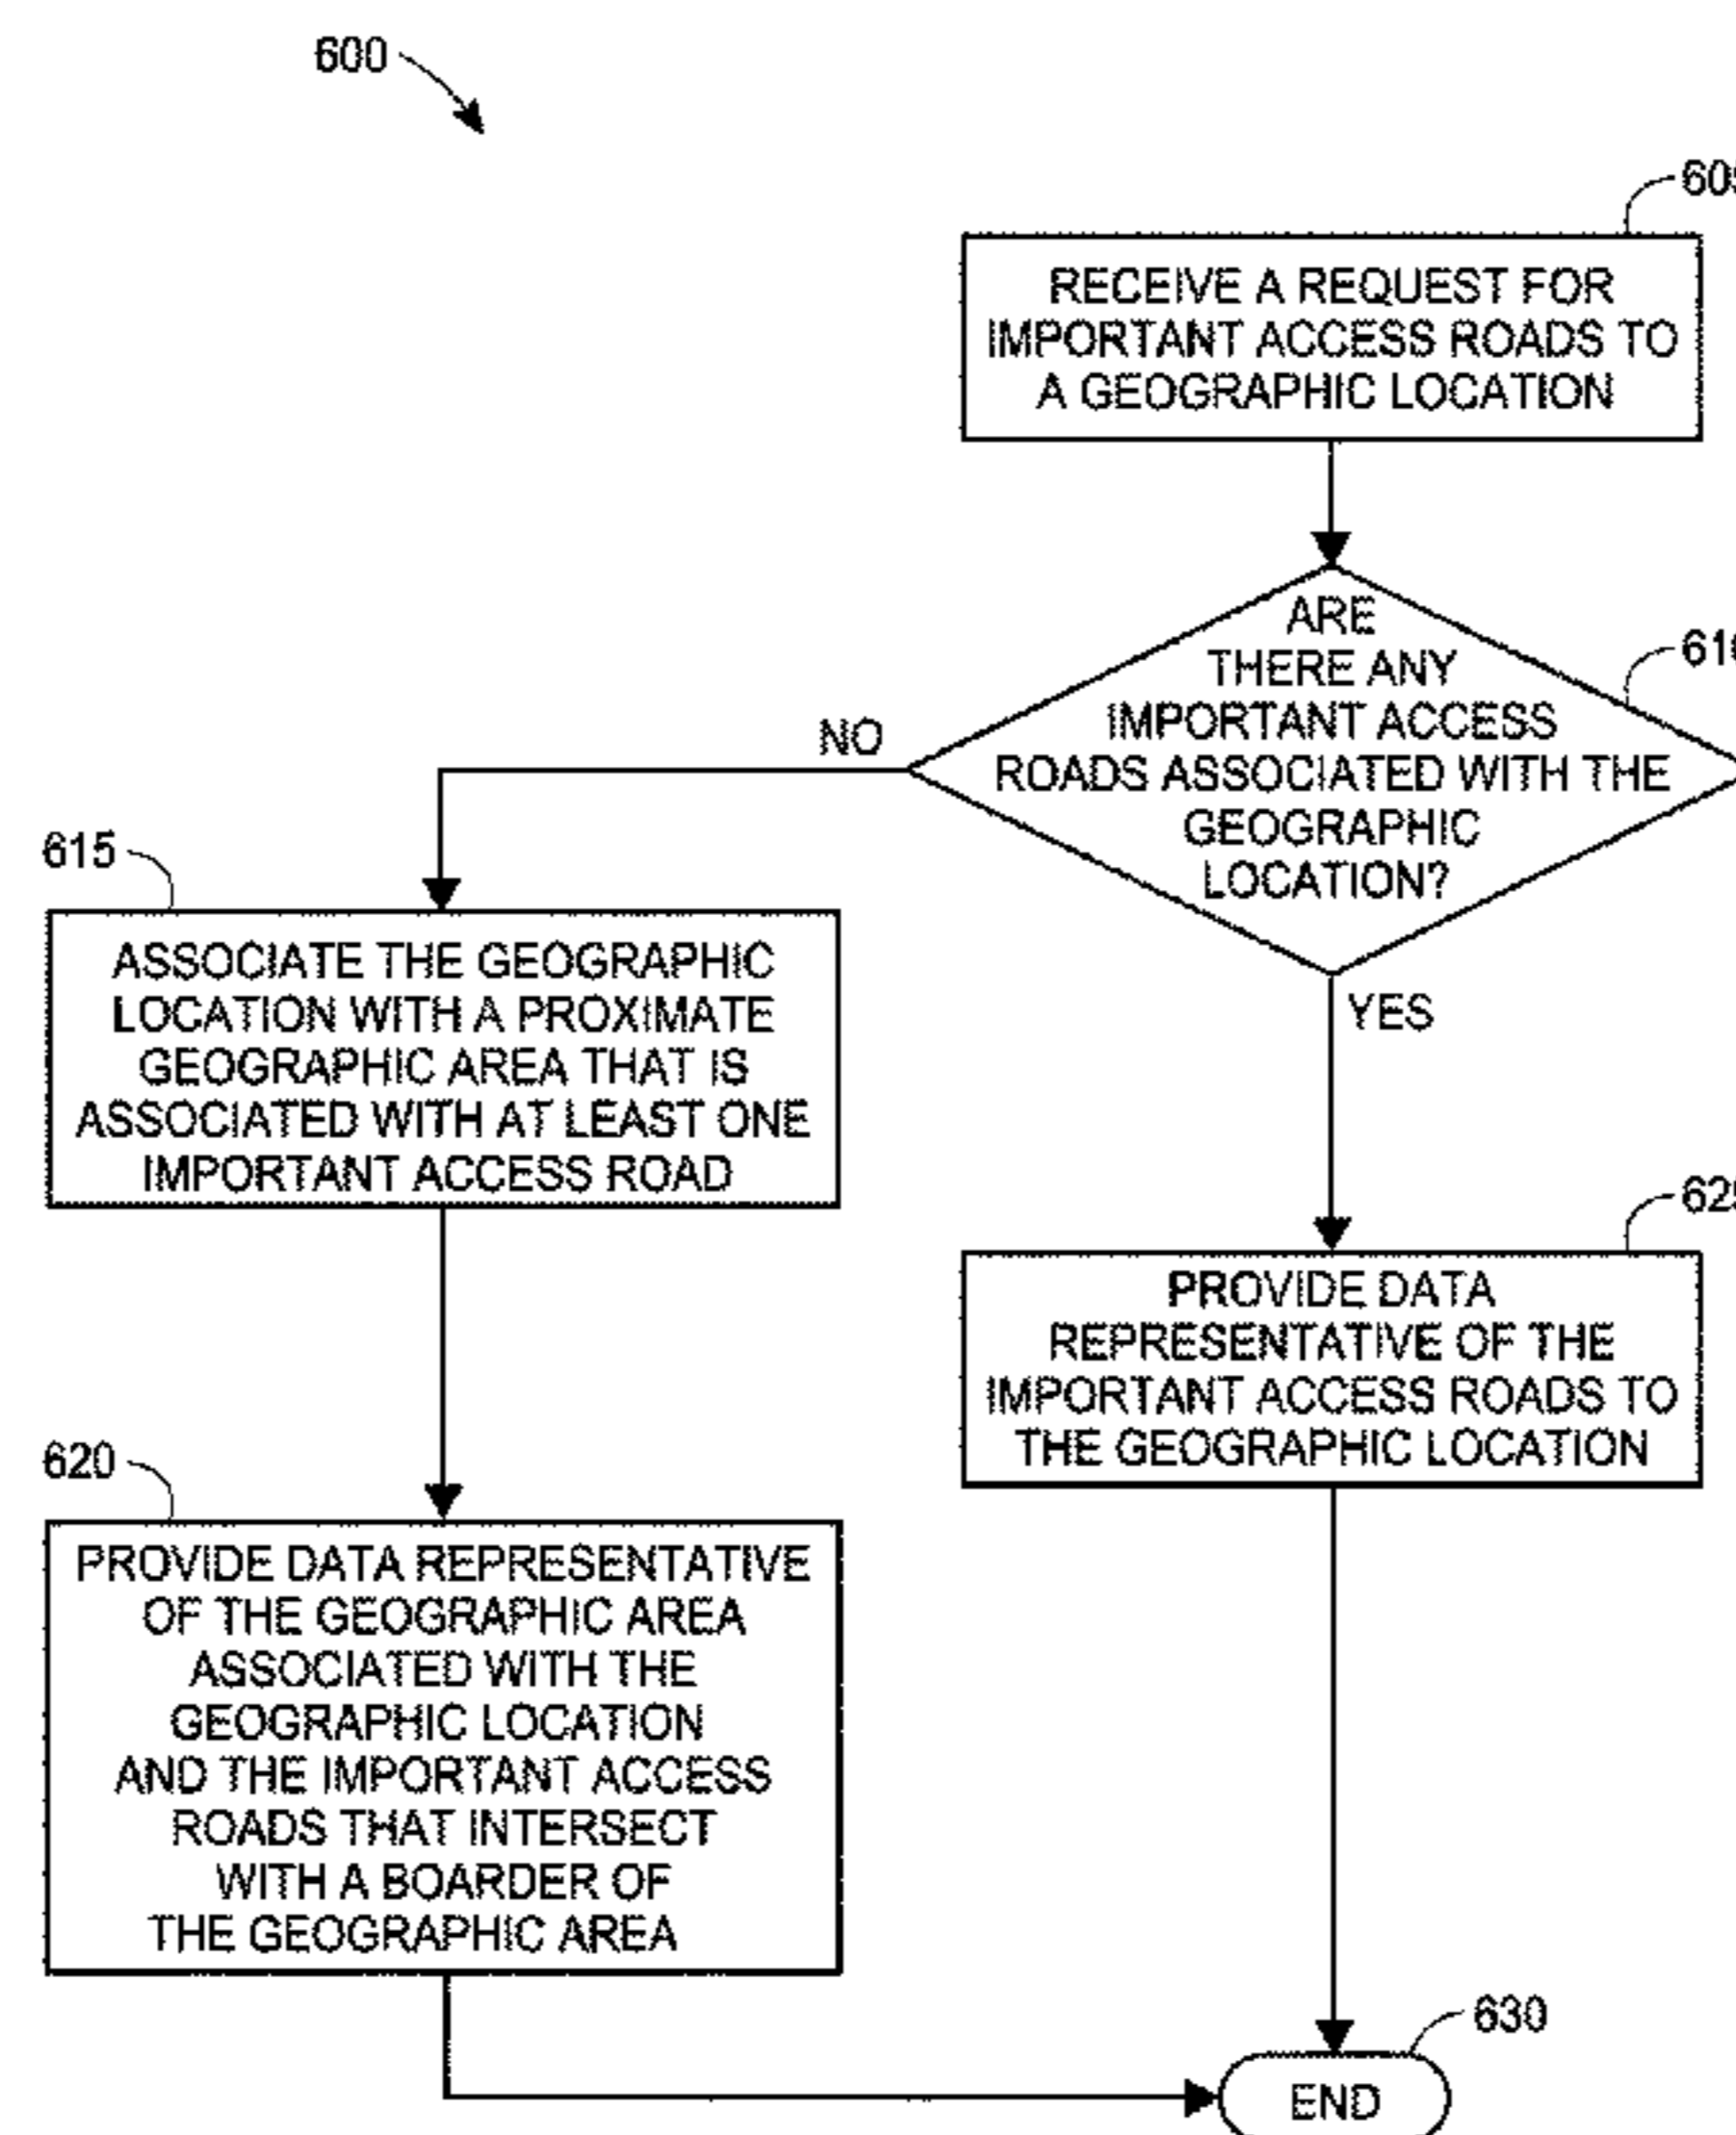 600
RECEIVE A REQUEST FOR
IMPORTANT ACCESS ROADS TO
A GEOGRAPHIC LOCATION
ARE
THERE ANY
IMPORTANT ACCESS
ROADS ASSOCIATED WITH THE
GEOGRAPHIC
LOCATION?
NO
YES
615
ASSOCIATE THE GEOGRAPHIC
LOCATION WITH A PROXIMATE
GEOGRAPHIC AREA THAT IS
ASSOCIATED WITH AT LEAST ONE
IMPORTANT ACCESS ROAD
PROVIDE DATA
REPRESENTATIVE OF THE
IMPORTANT ACCESS ROADS TO
THE GEOGRAPHIC LOCATION
620
PROVIDE DATA REPRESENTATIVE
OF THE GEOGRAPHIC AREA
ASSOCIATED WITH THE
GEOGRAPHIC LOCATION
AND THE IMPORTANT ACCESS
ROADS THAT INTERSECT
WITH A BOARDER OF
THE GEOGRAPHIC AREA
630
END